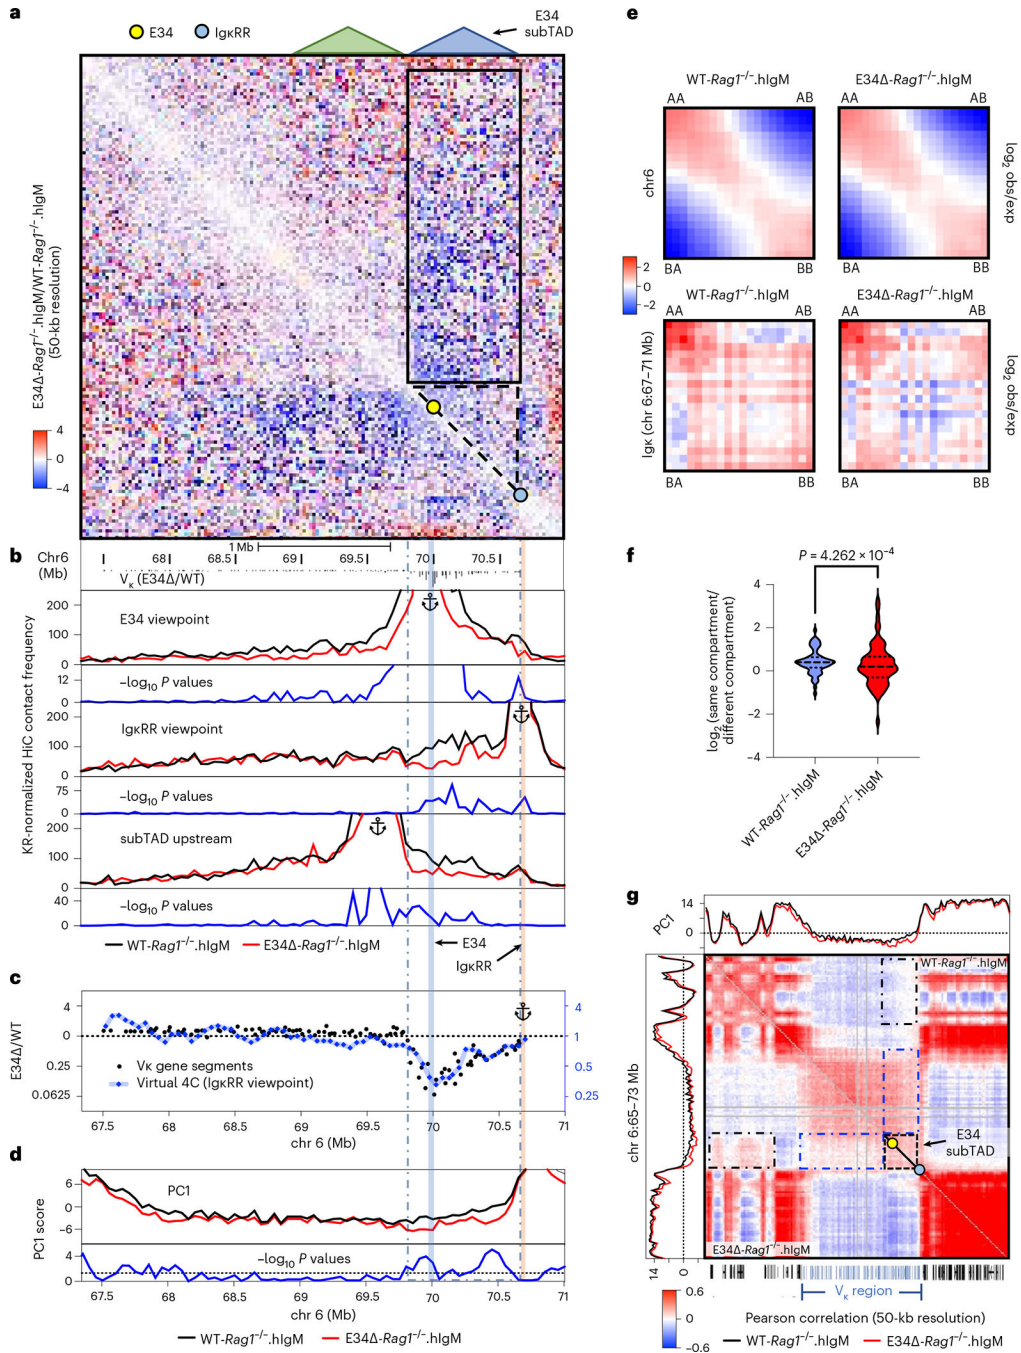 a
E34
IgκRR
E34
subTAD
E34Δ-Rag1−/−.hIgM/WT-Rag1−/−.hIgM
(50-kb resolution)
4
0
−4
1 Mb
b
Chr6
(Mb)
68
68.5
69
69.5
70
70.5
Vκ (E34Δ/WT)
KR-normalized HiC contact frequency
200
100
0
E34 viewpoint
12
0
−log10 P values
200
100
0
IgκRR viewpoint
75
0
−log10 P values
200
100
0
subTAD upstream
40
0
−log10 P values
WT-Rag1−/−.hIgM
E34Δ-Rag1−/−.hIgM
E34
IgκRR
c
E34Δ/WT
4
0
0.25
0.0625
4
1
0.5
0.25
Vκ gene segments
Virtual 4C (IgκRR viewpoint)
67.5
68
68.5
69
69.5
70
70.5
71
chr 6 (Mb)
d
PC1 score
6
0
−6
PC1
4
0
−log10 P values
67.5
68
68.5
69
69.5
70
70.5
71
chr 6 (Mb)
WT-Rag1−/−.hIgM
E34Δ-Rag1−/−.hIgM
e
WT-Rag1−/−.hIgM
E34Δ-Rag1−/−.hIgM
AA
AB
AA
AB
chr6
log2 obs/exp
BA
BB
BA
BB
2
0
−2
WT-Rag1−/−.hIgM
E34Δ-Rag1−/−.hIgM
AA
AB
AA
AB
Igκ (chr 6:67–71 Mb)
log2 obs/exp
BA
BB
BA
BB
f
P = 4.262 × 10−4
log2 (same compartment/
different compartment)
4
2
0
−2
−4
WT-Rag1−/−.hIgM
E34Δ-Rag1−/−.hIgM
g
PC1
14
0
WT-Rag1−/−.hIgM
chr 6:65–73 Mb
E34
subTAD
E34Δ-Rag1−/−.hIgM
14
0
Vκ region
0.6
−0.6
Pearson correlation (50-kb resolution)
WT-Rag1−/−.hIgM
E34Δ-Rag1−/−.hIgM